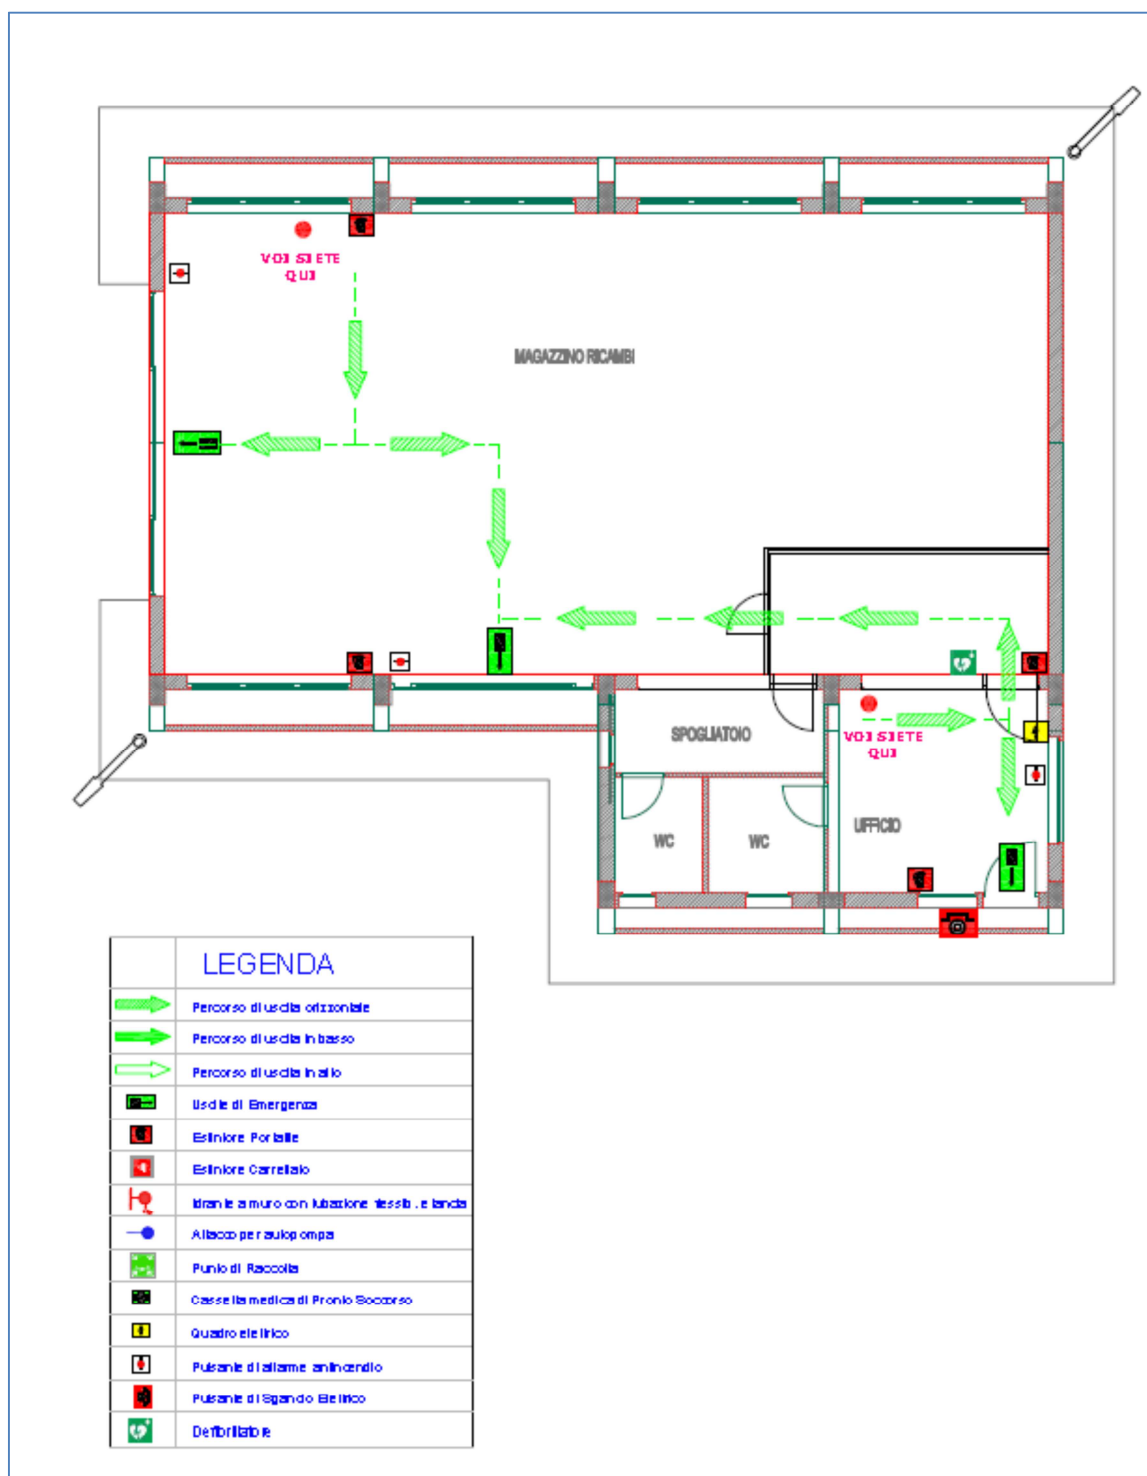 VOI SIETE
QUI
MAGAZZINO RICAMBI
SPOGLIATOIO
VOI SIETE
QUI
UFFICIO
WC
WC
LEGENDA
Percorso di uscita orizzontale
Percorso di uscita in basso
Percorso di uscita in alto
Uscite di Emergenza
Estintore Portatile
Estintore Carrellato
Idrante a muro con tubazione flessib. e lancia
Attacco per autopompa
Punto di Raccolta
Cassetta medica di Pronto Soccorso
Quadro elettrico
Pulsante di allarme antincendio
Pulsante di Sgancio Elettrico
Defibrillatore